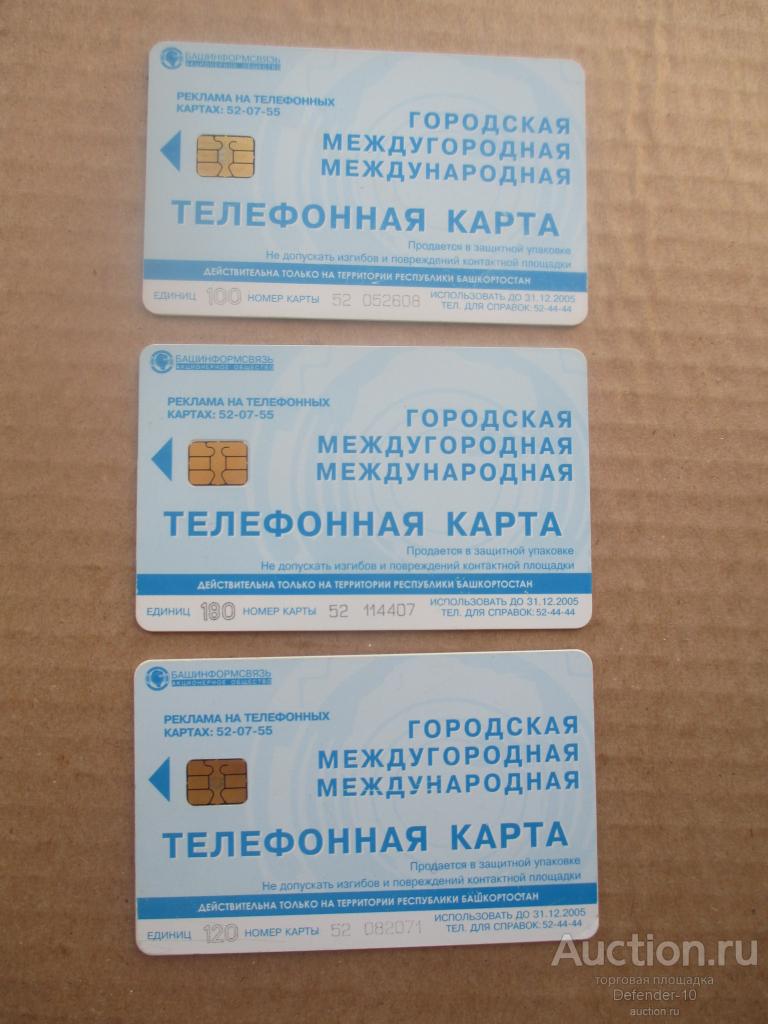 БАШИНФОРМСВЯЗЬ
АКЦИОНЕРНОЕ ОБЩЕСТВО
РЕКЛАМА НА ТЕЛЕФОННЫХ
КАРТАХ: 52-07-55
ГОРОДСКАЯ
МЕЖДУГОРОДНАЯ
МЕЖДУНАРОДНАЯ
ТЕЛЕФОННАЯ КАРТА
Продается в защитной упаковке
Не допускать изгибов и повреждений контактной площадки
ДЕЙСТВИТЕЛЬНА ТОЛЬКО НА ТЕРРИТОРИИ РЕСПУБЛИКИ БАШКОРТОСТАН
ЕДИНИЦ 100 НОМЕР КАРТЫ 52 052608 ИСПОЛЬЗОВАТЬ ДО 31.12.2005
ТЕЛ. ДЛЯ СПРАВОК: 52-44-44
БАШИНФОРМСВЯЗЬ
АКЦИОНЕРНОЕ ОБЩЕСТВО
РЕКЛАМА НА ТЕЛЕФОННЫХ
КАРТАХ: 52-07-55
ГОРОДСКАЯ
МЕЖДУГОРОДНАЯ
МЕЖДУНАРОДНАЯ
ТЕЛЕФОННАЯ КАРТА
Продается в защитной упаковке
Не допускать изгибов и повреждений контактной площадки
ДЕЙСТВИТЕЛЬНА ТОЛЬКО НА ТЕРРИТОРИИ РЕСПУБЛИКИ БАШКОРТОСТАН
ЕДИНИЦ 180 НОМЕР КАРТЫ 52 114407 ИСПОЛЬЗОВАТЬ ДО 31.12.2005
ТЕЛ. ДЛЯ СПРАВОК: 52-44-44
БАШИНФОРМСВЯЗЬ
АКЦИОНЕРНОЕ ОБЩЕСТВО
РЕКЛАМА НА ТЕЛЕФОННЫХ
КАРТАХ: 52-07-55
ГОРОДСКАЯ
МЕЖДУГОРОДНАЯ
МЕЖДУНАРОДНАЯ
ТЕЛЕФОННАЯ КАРТА
Продается в защитной упаковке
Не допускать изгибов и повреждений контактной площадки
ДЕЙСТВИТЕЛЬНА ТОЛЬКО НА ТЕРРИТОРИИ РЕСПУБЛИКИ БАШКОРТОСТАН
ЕДИНИЦ 120 НОМЕР КАРТЫ 52 082071 ИСПОЛЬЗОВАТЬ ДО 31.12.2005
ТЕЛ. ДЛЯ СПРАВОК: 52-44-44
Auction.ru
торговая площадка
Defender-10
auction.ru